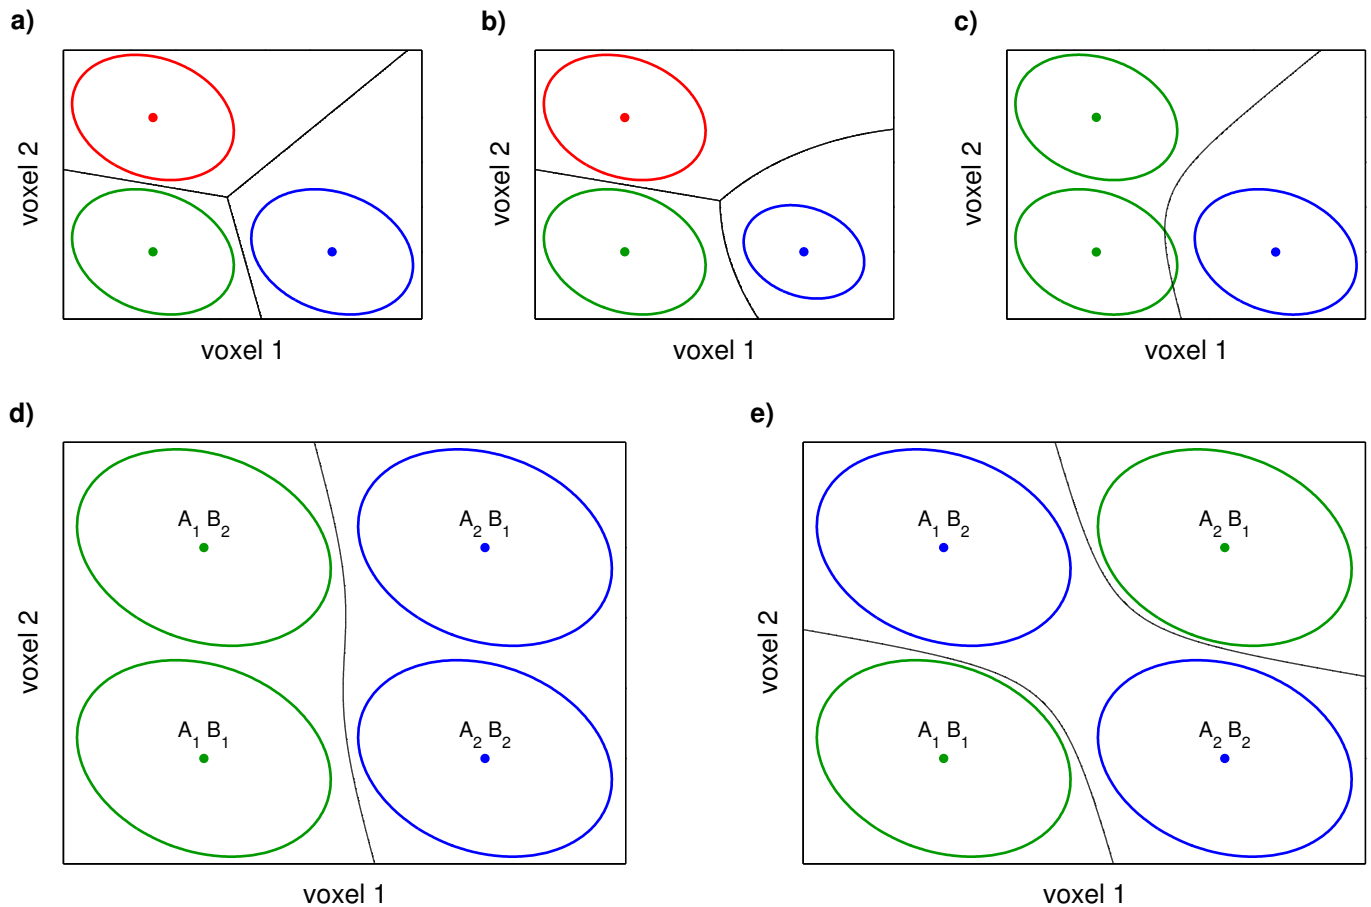 a)
b)
c)
voxel 2
voxel 2
voxel 2
voxel 1
voxel 1
voxel 1
d)
e)
A1 B2
A2 B1
A1 B2
A2 B1
voxel 2
voxel 2
A1 B1
A2 B2
A1 B1
A2 B2
voxel 1
voxel 1